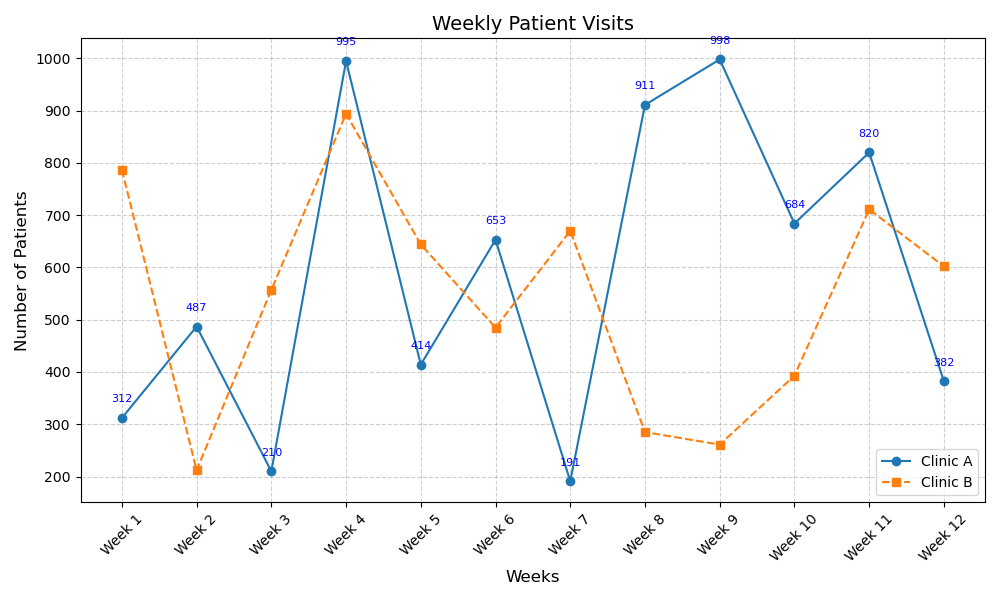 Weekly Patient Visits
Number of Patients
1000
900
800
700
600
500
400
300
200
312
487
210
995
414
653
191
911
998
684
820
382
Clinic A
Clinic B
Week 1
Week 2
Week 3
Week 4
Week 5
Week 6
Week 7
Week 8
Week 9
Week 10
Week 11
Week 12
Weeks